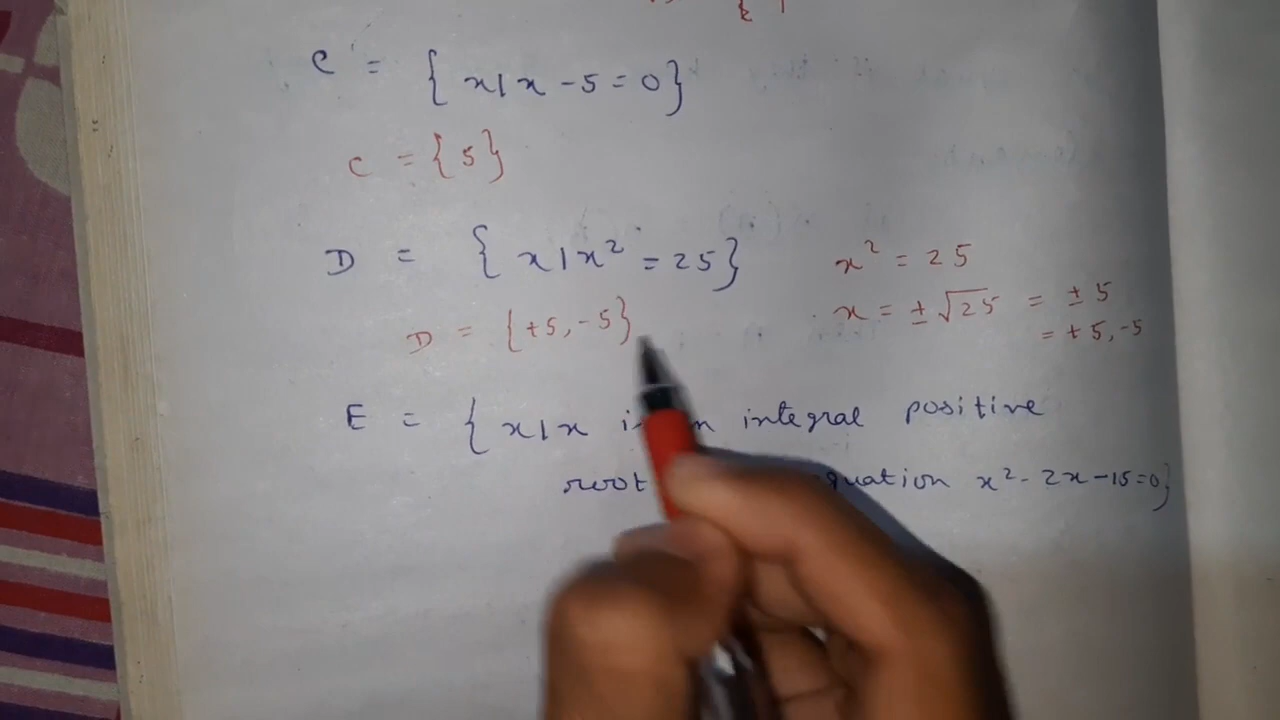 C = { x | x - 5 = 0 }
C = { 5 }
D = { x | x² = 25 }
x² = 25
D = { +5, -5 }
x = ± √25 = ± 5
= +5, -5
E = { x | x integral positive
root x² - 2x - 15 = 0 }